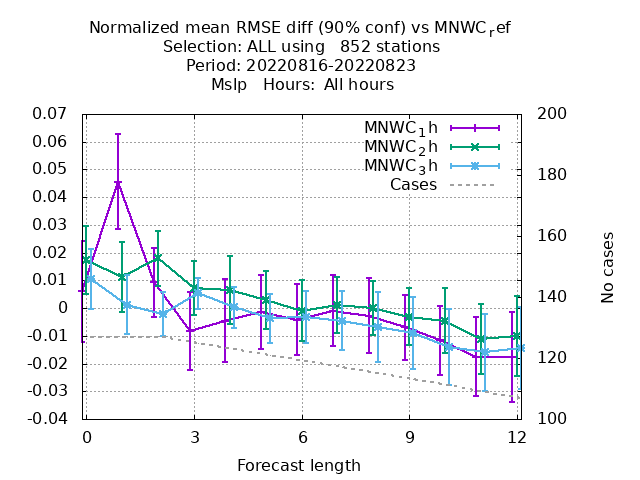 Normalized mean RMSE diff (90% conf) vs MNWC_ref
Selection: ALL using   852 stations
Period: 20220816-20220823
Mslp   Hours:  All hours
0.07
0.06
0.05
0.04
0.03
0.02
0.01
0
-0.01
-0.02
-0.03
-0.04
200
180
160
140
120
100
No cases
MNWC_1h
MNWC_2h
MNWC_3h
Cases
0 3 6 9 12
Forecast length